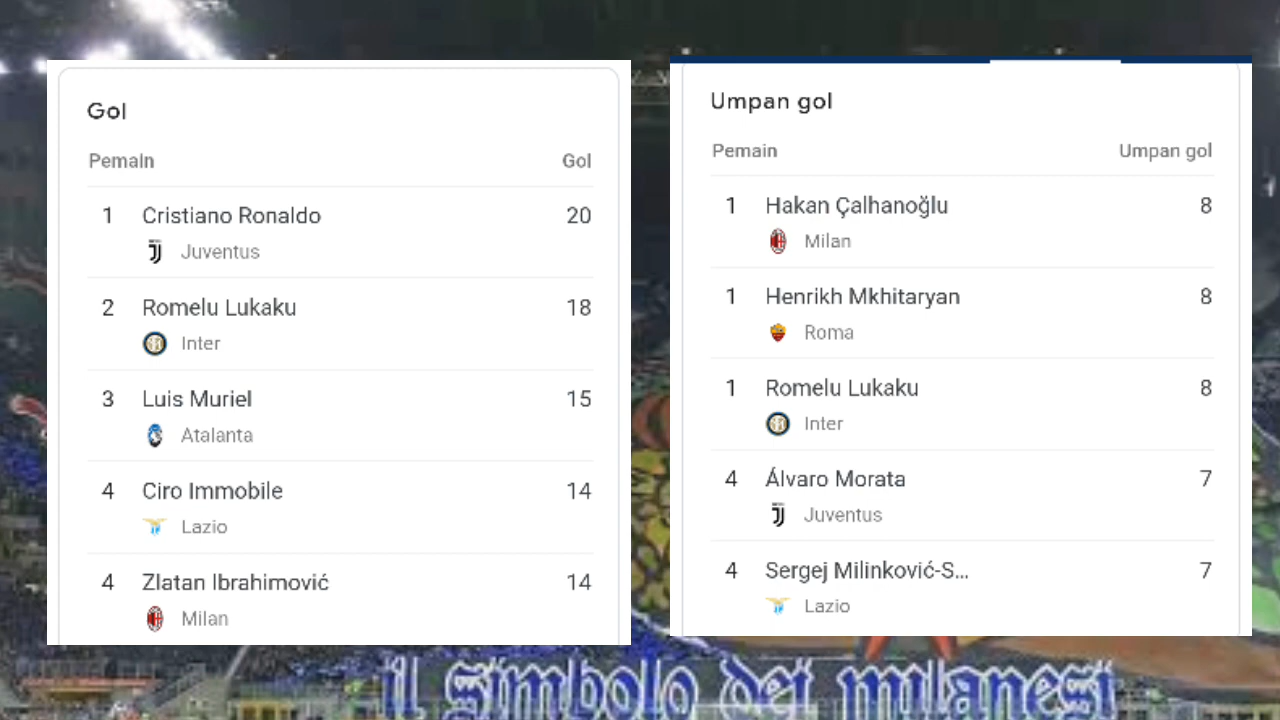 Gol
Pemain Gol
1 Cristiano Ronaldo 20
Juventus
2 Romelu Lukaku 18
Inter
3 Luis Muriel 15
Atalanta
4 Ciro Immobile 14
Lazio
4 Zlatan Ibrahimović 14
Milan
Umpan gol
Pemain Umpan gol
1 Hakan Çalhanoğlu 8
Milan
1 Henrikh Mkhitaryan 8
Roma
1 Romelu Lukaku 8
Inter
4 Álvaro Morata 7
Juventus
4 Sergej Milinković-S...
7
Lazio
il simbolo dei milanesi